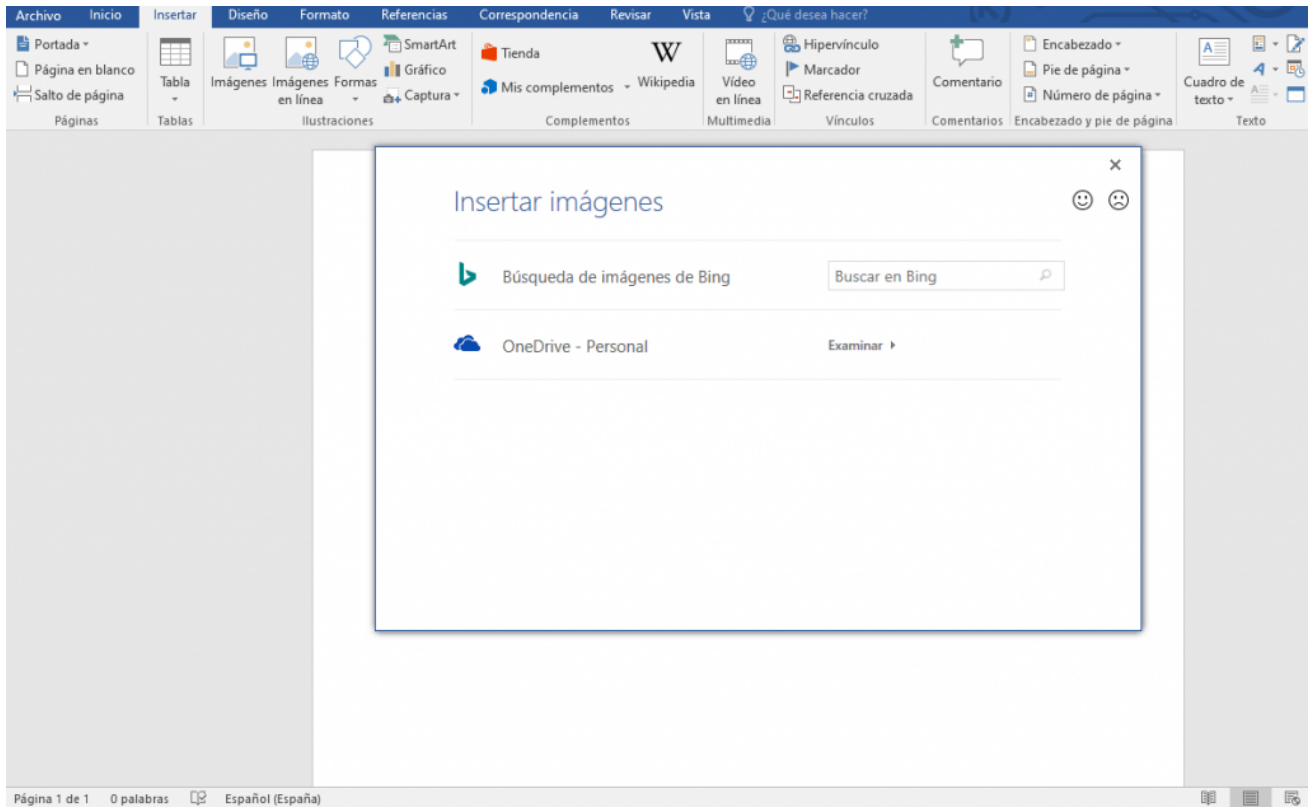 Archivo Inicio Insertar Diseño Formato Referencias Correspondencia Revisar Vista ¿Qué desea hacer?
Portada
Página en blanco
Salto de página
Páginas
Tabla
Tablas
Imágenes
Imágenes en línea
Formas
SmartArt
Gráfico
Captura
Ilustraciones
Tienda
Mis complementos
W
Wikipedia
Complementos
Vídeo
en línea
Multimedia
Hipervínculo
Marcador
Referencia cruzada
Vínculos
Comentario
Comentarios
Encabezado
Pie de página
Número de página
Encabezado y pie de página
Cuadro de
texto
Texto
Insertar imágenes
Búsqueda de imágenes de Bing Buscar en Bing
OneDrive - Personal Examinar
Página 1 de 1 0 palabras Español (España)